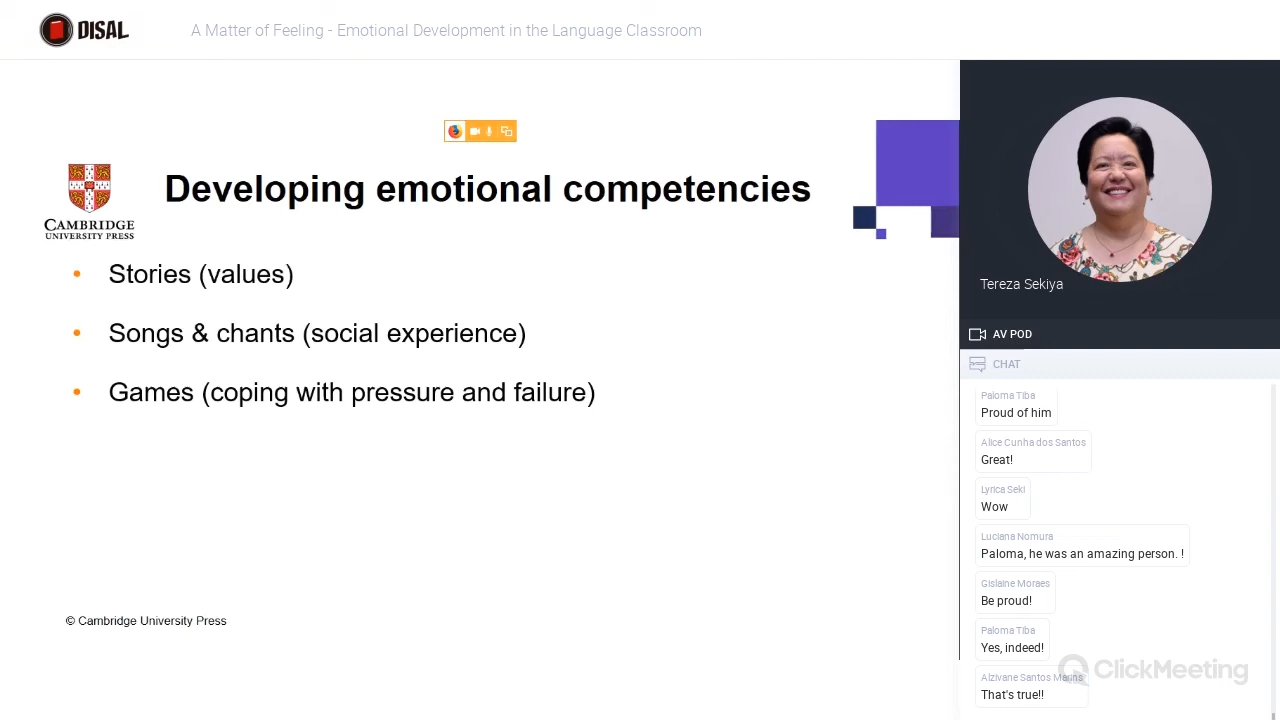 DISAL
A Matter of Feeling - Emotional Development in the Language Classroom
CAMBRIDGE
UNIVERSITY PRESS
Developing emotional competencies
• Stories (values)
• Songs & chants (social experience)
• Games (coping with pressure and failure)
© Cambridge University Press
Tereza Sekiya
AV POD
CHAT
Paloma Tiba
Proud of him
Alice Cunha dos Santos
Great!
Lyrica Seki
Wow
Luciana Nomura
Paloma, he was an amazing person. !
Gislaine Moraes
Be proud!
Paloma Tiba
Yes, indeed!
Alzivane Santos Marins
That's true!!
ClickMeeting